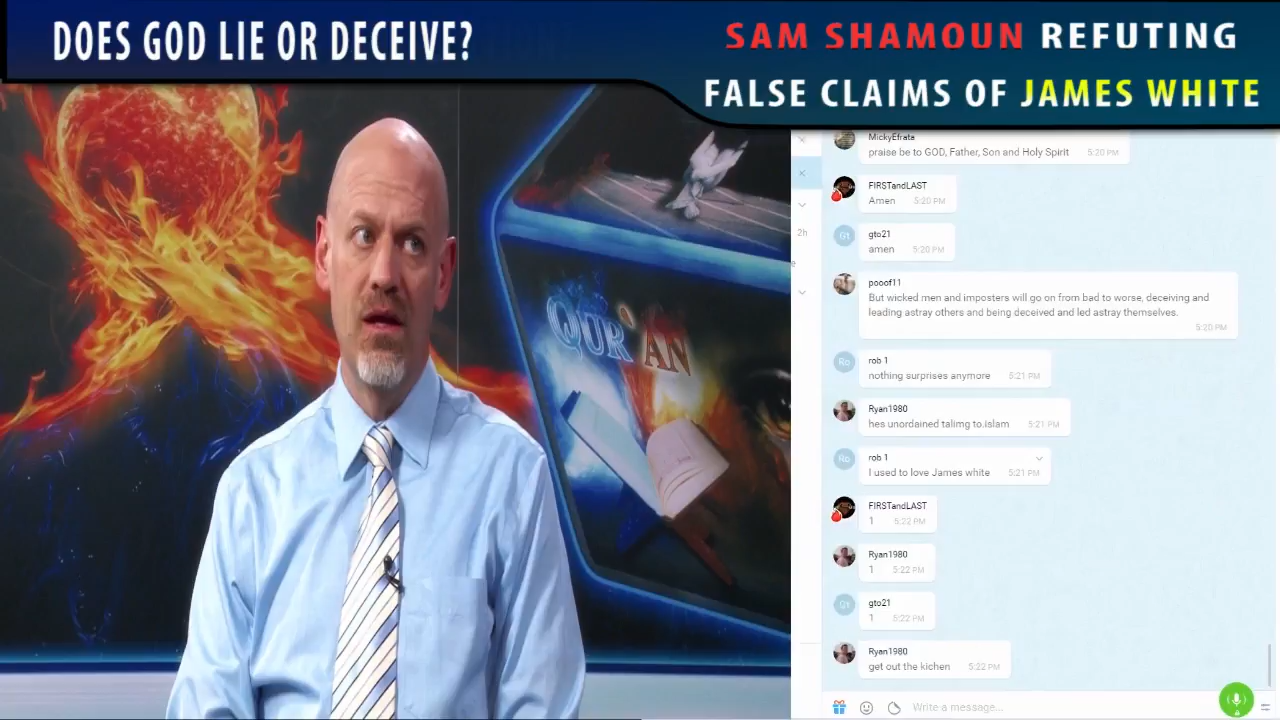 DOES GOD LIE OR DECEIVE?
SAM SHAMOUN REFUTING
FALSE CLAIMS OF JAMES WHITE
QUR'AN
MickyEfrata
praise be to GOD, Father, Son and Holy Spirit 5:20 PM
2h
FIRSTandLAST
Amen 5:20 PM
Gt
gto21
amen 5:20 PM
e
pooof11
But wicked men and imposters will go on from bad to worse, deceiving and
leading astray others and being deceived and led astray themselves.
5:20 PM
Ro
rob 1
nothing surprises anymore 5:21 PM
Ryan1980
hes unordained talimg to.islam 5:21 PM
Ro
rob 1
I used to love James white 5:21 PM
FIRSTandLAST
1 5:22 PM
Ryan1980
1 5:22 PM
Gt
gto21
1 5:22 PM
Ryan1980
get out the kichen 5:22 PM
Write a message...